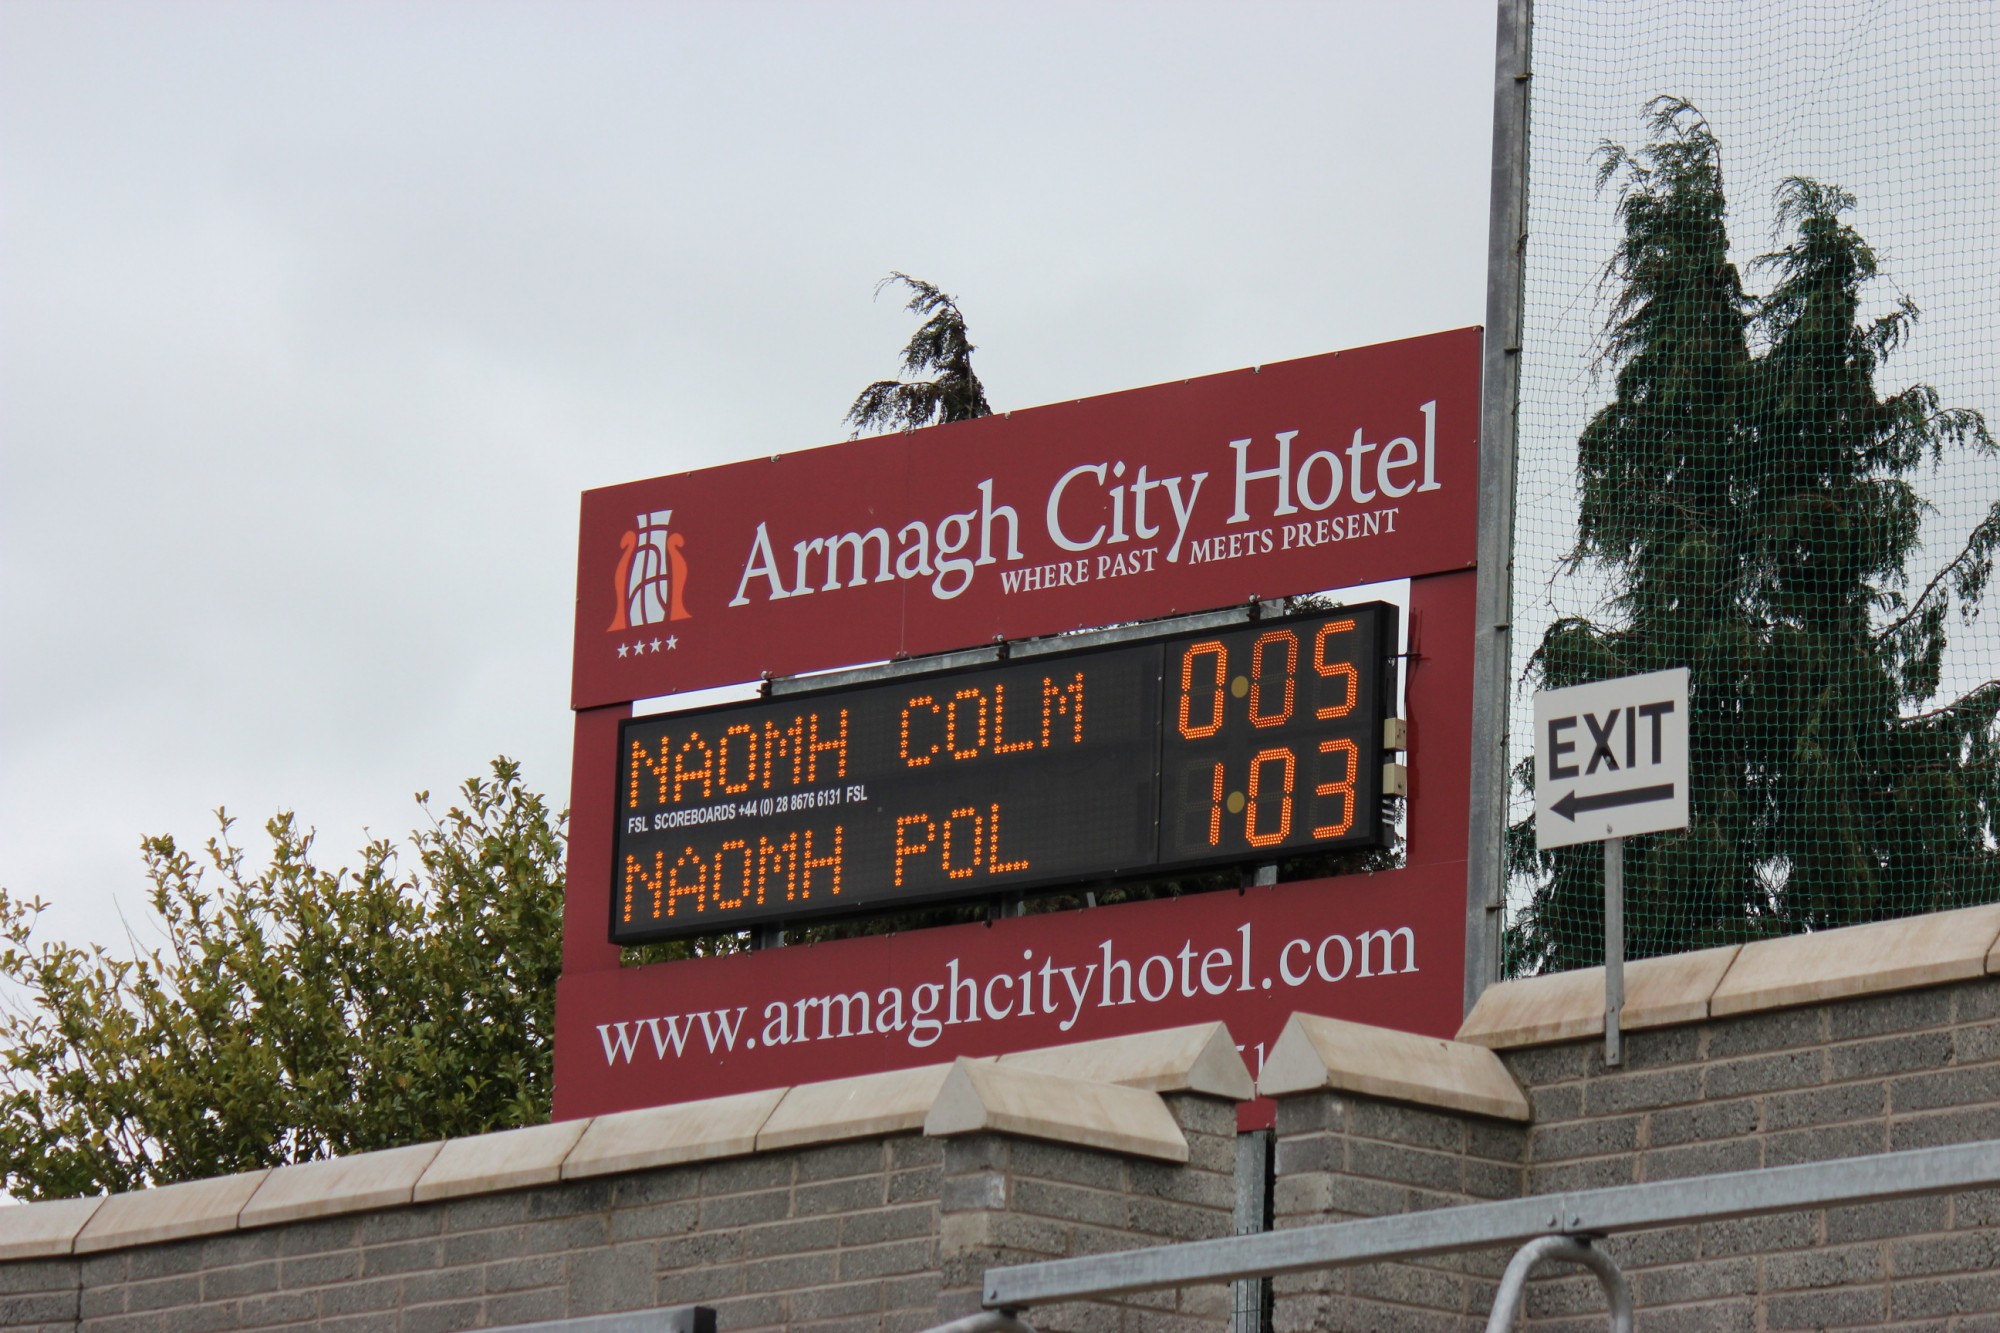 Armagh City Hotel
WHERE PAST MEETS PRESENT
NAOMH COLM 0:05
FSL SCOREBOARDS +44 (0) 28 8676 6131 FSL
NAOMH POL 1:03
www.armaghcityhotel.com
EXIT